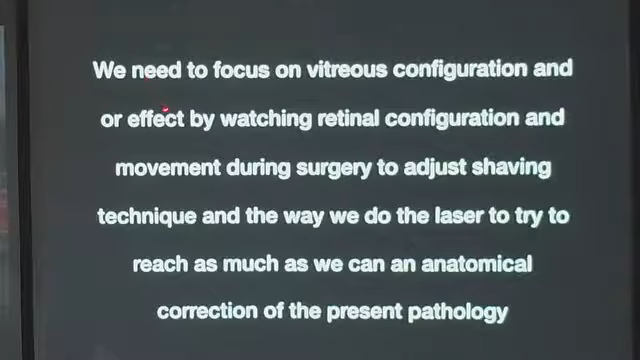 We need to focus on vitreous configuration and
or effect by watching retinal configuration and
movement during surgery to adjust shaving
technique and the way we do the laser to try to
reach as much as we can an anatomical
correction of the present pathology